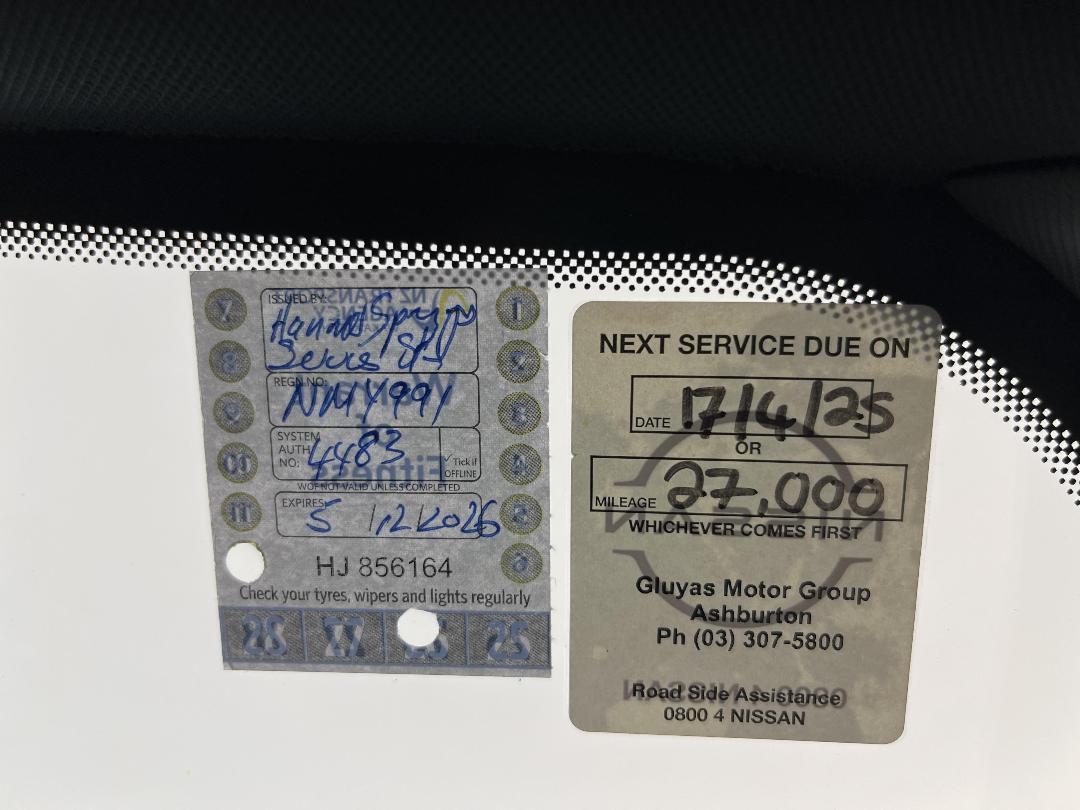 ISSUED BY:
REGN NO:
NMY991
SYSTEM
AUTH
NO: 4483
✓ Tick if
OFFLINE
WOF NOT VALID UNLESS COMPLETED
EXPIRES 5 / 12 / 2026
HJ 856164
Check your tyres, wipers and lights regularly
NEXT SERVICE DUE ON
DATE 17/4/25
OR
MILEAGE 27,000
WHICHEVER COMES FIRST
Gluyas Motor Group
Ashburton
Ph (03) 307-5800
Road Side Assistance
0800 4 NISSAN